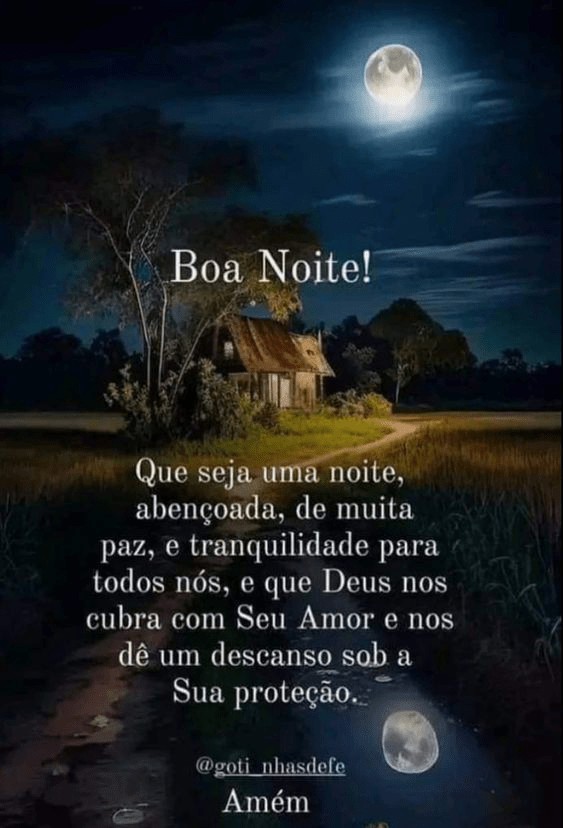 Boa Noite!
Que seja uma noite,
abençoada, de muita
paz, e tranquilidade para
todos nós, e que Deus nos
cubra com Seu Amor e nos
dê um descanso sob a
Sua proteção.
@goti_nhasdefe
Amém